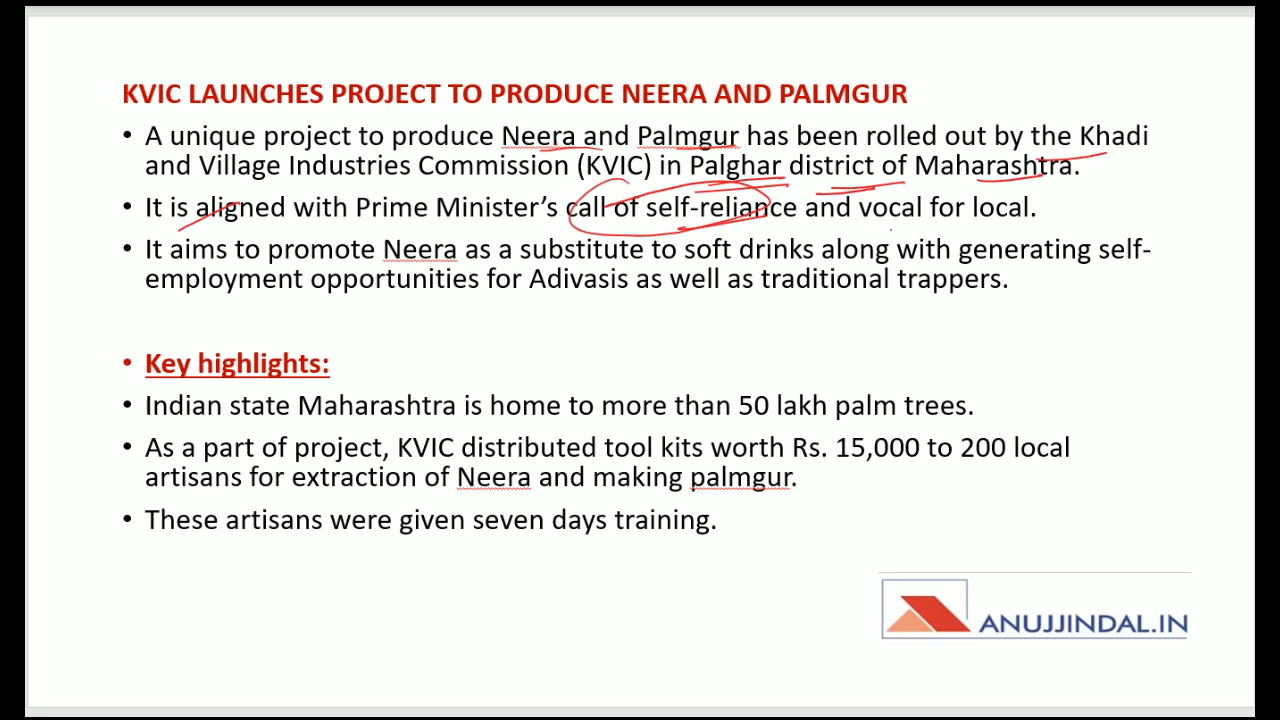 KVIC LAUNCHES PROJECT TO PRODUCE NEERA AND PALMGUR
• A unique project to produce Neera and Palmgur has been rolled out by the Khadi
and Village Industries Commission (KVIC) in Palghar district of Maharashtra.
• It is aligned with Prime Minister’s call of self-reliance and vocal for local.
• It aims to promote Neera as a substitute to soft drinks along with generating self-
employment opportunities for Adivasis as well as traditional trappers.
• Key highlights:
• Indian state Maharashtra is home to more than 50 lakh palm trees.
• As a part of project, KVIC distributed tool kits worth Rs. 15,000 to 200 local
artisans for extraction of Neera and making palmgur.
• These artisans were given seven days training.
ANUJJINDAL.IN